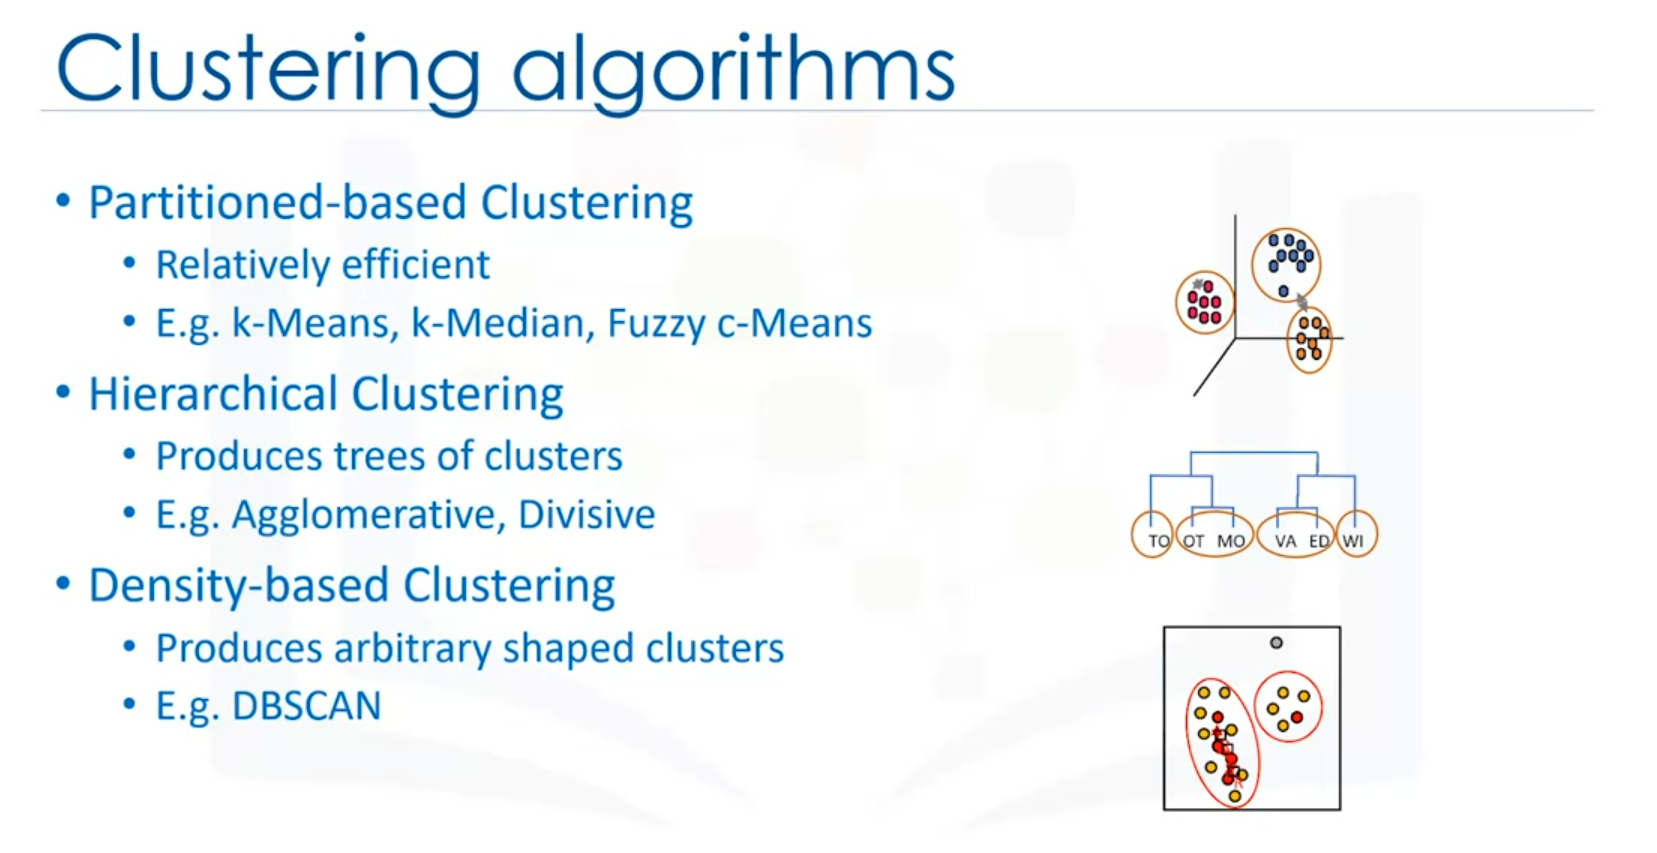 Clustering algorithms
• Partitioned-based Clustering
• Relatively efficient
• E.g. k-Means, k-Median, Fuzzy c-Means
• Hierarchical Clustering
• Produces trees of clusters
• E.g. Agglomerative, Divisive
TO OT MO VA ED WI
• Density-based Clustering
• Produces arbitrary shaped clusters
• E.g. DBSCAN